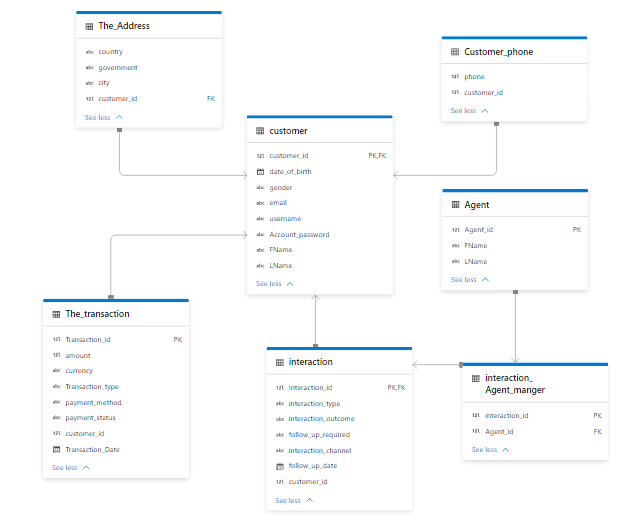 The_Address
abc country
abc government
abc city
123 customer_id FK
See less
Customer_phone
123 phone
123 customer_id
See less
customer
123 customer_id PK,FK
date_of_birth
abc gender
abc email
abc username
abc Account_password
abc FName
abc LName
See less
Agent
123 Agent_id PK
abc FName
abc LName
See less
The_transaction
123 Transaction_id PK
123 amount
abc currency
abc Transaction_type
abc payment_method
abc payment_status
123 customer_id
Transaction_Date
See less
interaction
123 Interaction_id PK,FK
abc interaction_type
abc interaction_outcome
abc follow_up_required
abc interaction_channel
follow_up_date
123 customer_id
See less
interaction_
Agent_manger
123 interaction_id PK
123 Agent_id FK
See less